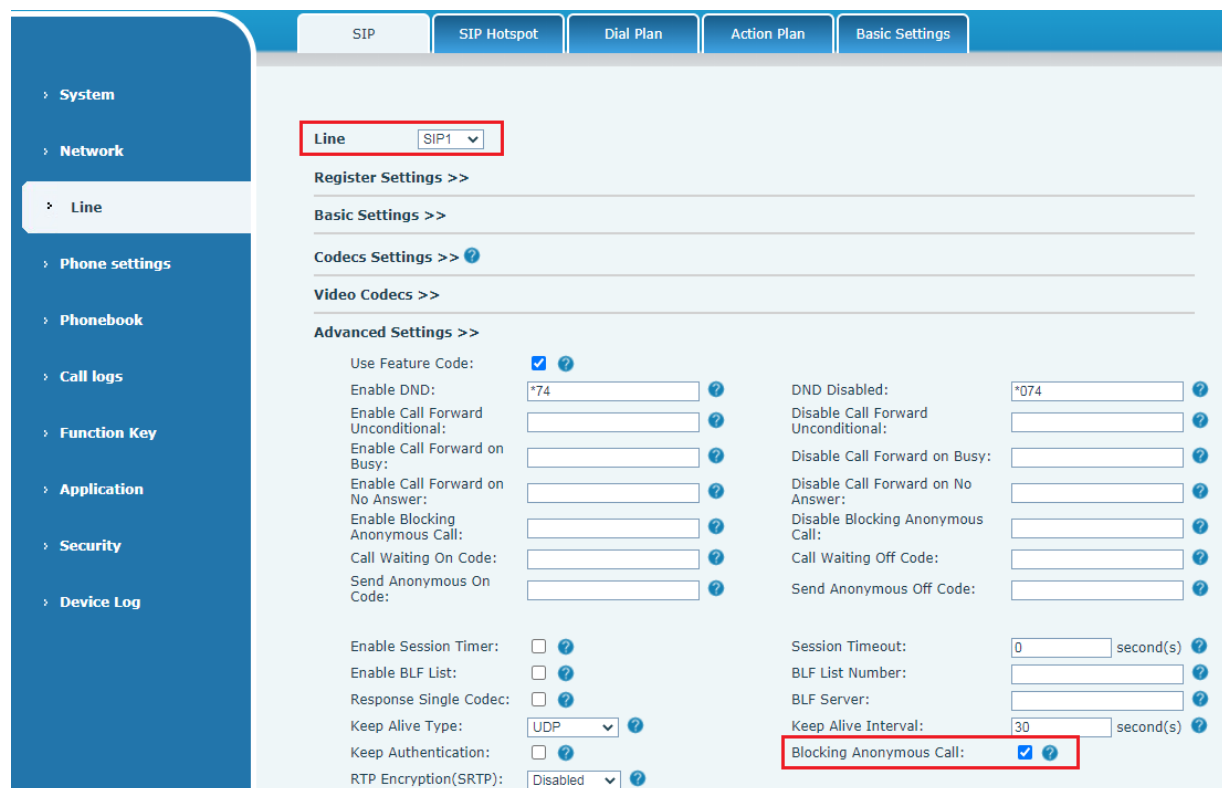 SIP
SIP Hotspot
Dial Plan
Action Plan
Basic Settings
› System
› Network
› Line
› Phone settings
› Phonebook
› Call logs
› Function Key
› Application
› Security
› Device Log
Line SIP1
Register Settings >>
Basic Settings >>
Codecs Settings >> ?
Video Codecs >>
Advanced Settings >>
Use Feature Code: ?
Enable DND: *74 ? DND Disabled: *074 ?
Enable Call Forward
Unconditional: ? Disable Call Forward
Unconditional: ?
Enable Call Forward on
Busy: ? Disable Call Forward on Busy: ?
Enable Call Forward on
No Answer: ? Disable Call Forward on No
Answer: ?
Enable Blocking
Anonymous Call: ? Disable Blocking Anonymous
Call: ?
Call Waiting On Code: ? Call Waiting Off Code: ?
Send Anonymous On
Code: ? Send Anonymous Off Code: ?
Enable Session Timer: ? Session Timeout: 0 second(s) ?
Enable BLF List: ? BLF List Number: ?
Response Single Codec: ? BLF Server: ?
Keep Alive Type: UDP ? Keep Alive Interval: 30 second(s) ?
Keep Authentication: ? Blocking Anonymous Call: ?
RTP Encryption(SRTP): Disabled ?